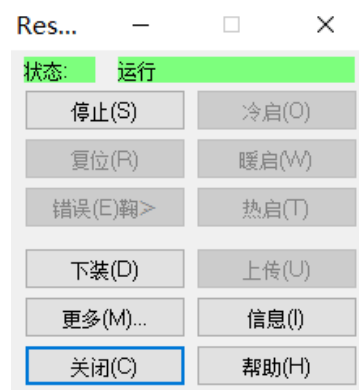 Res...
状态: 运行
停止(S) 冷启(O)
复位(R) 暖启(W)
错误(E)鞠> 热启(T)
下装(D) 上传(U)
更多(M)... 信息(I)
关闭(C) 帮助(H)